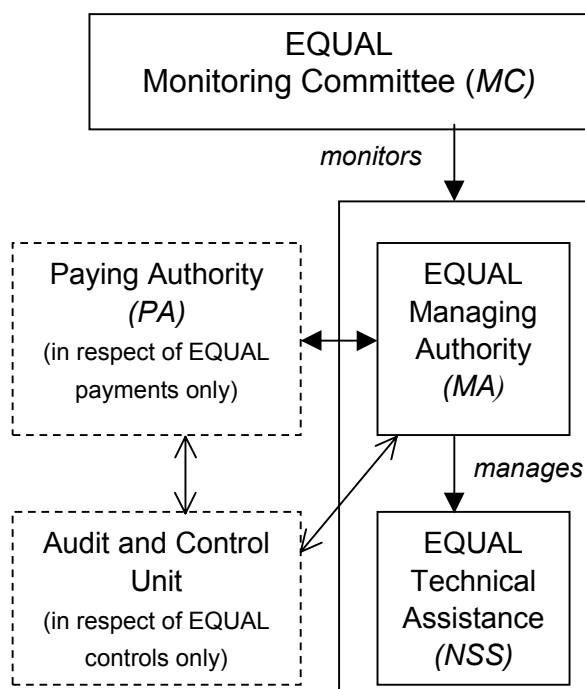 EQUAL
Monitoring Committee (MC)
monitors
Paying Authority
(PA)
(in respect of EQUAL
payments only)
EQUAL
Managing
Authority
(MA)
manages
Audit and Control
Unit
(in respect of EQUAL
controls only)
EQUAL
Technical
Assistance
(NSS)